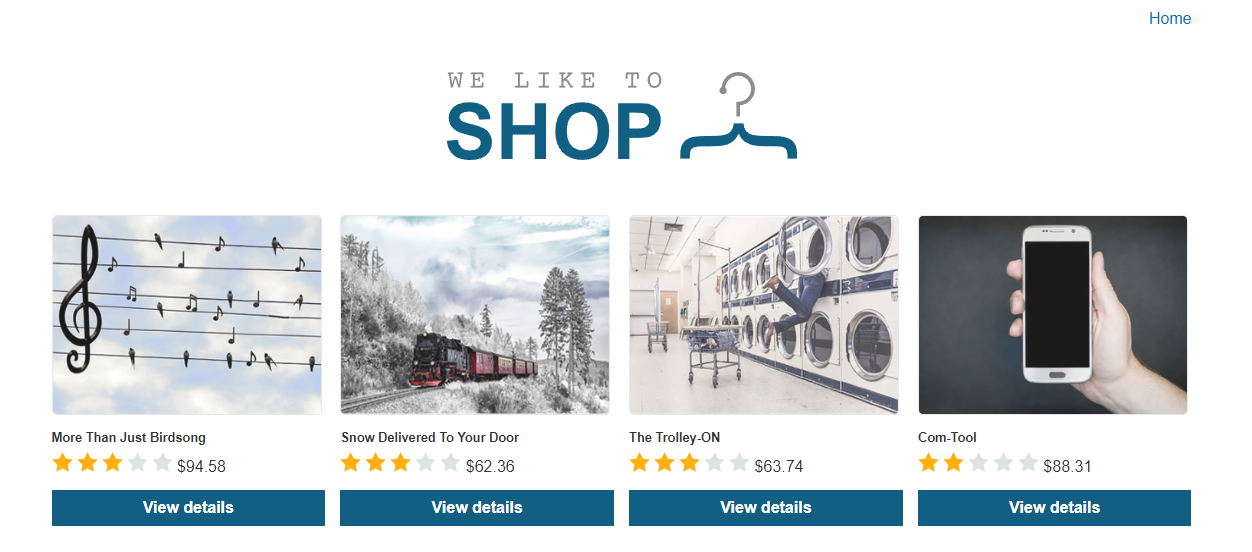 Home
WE LIKE TO
SHOP
More Than Just Birdsong
$94.58
View details
Snow Delivered To Your Door
$62.36
View details
The Trolley-ON
$63.74
View details
Com-Tool
$88.31
View details